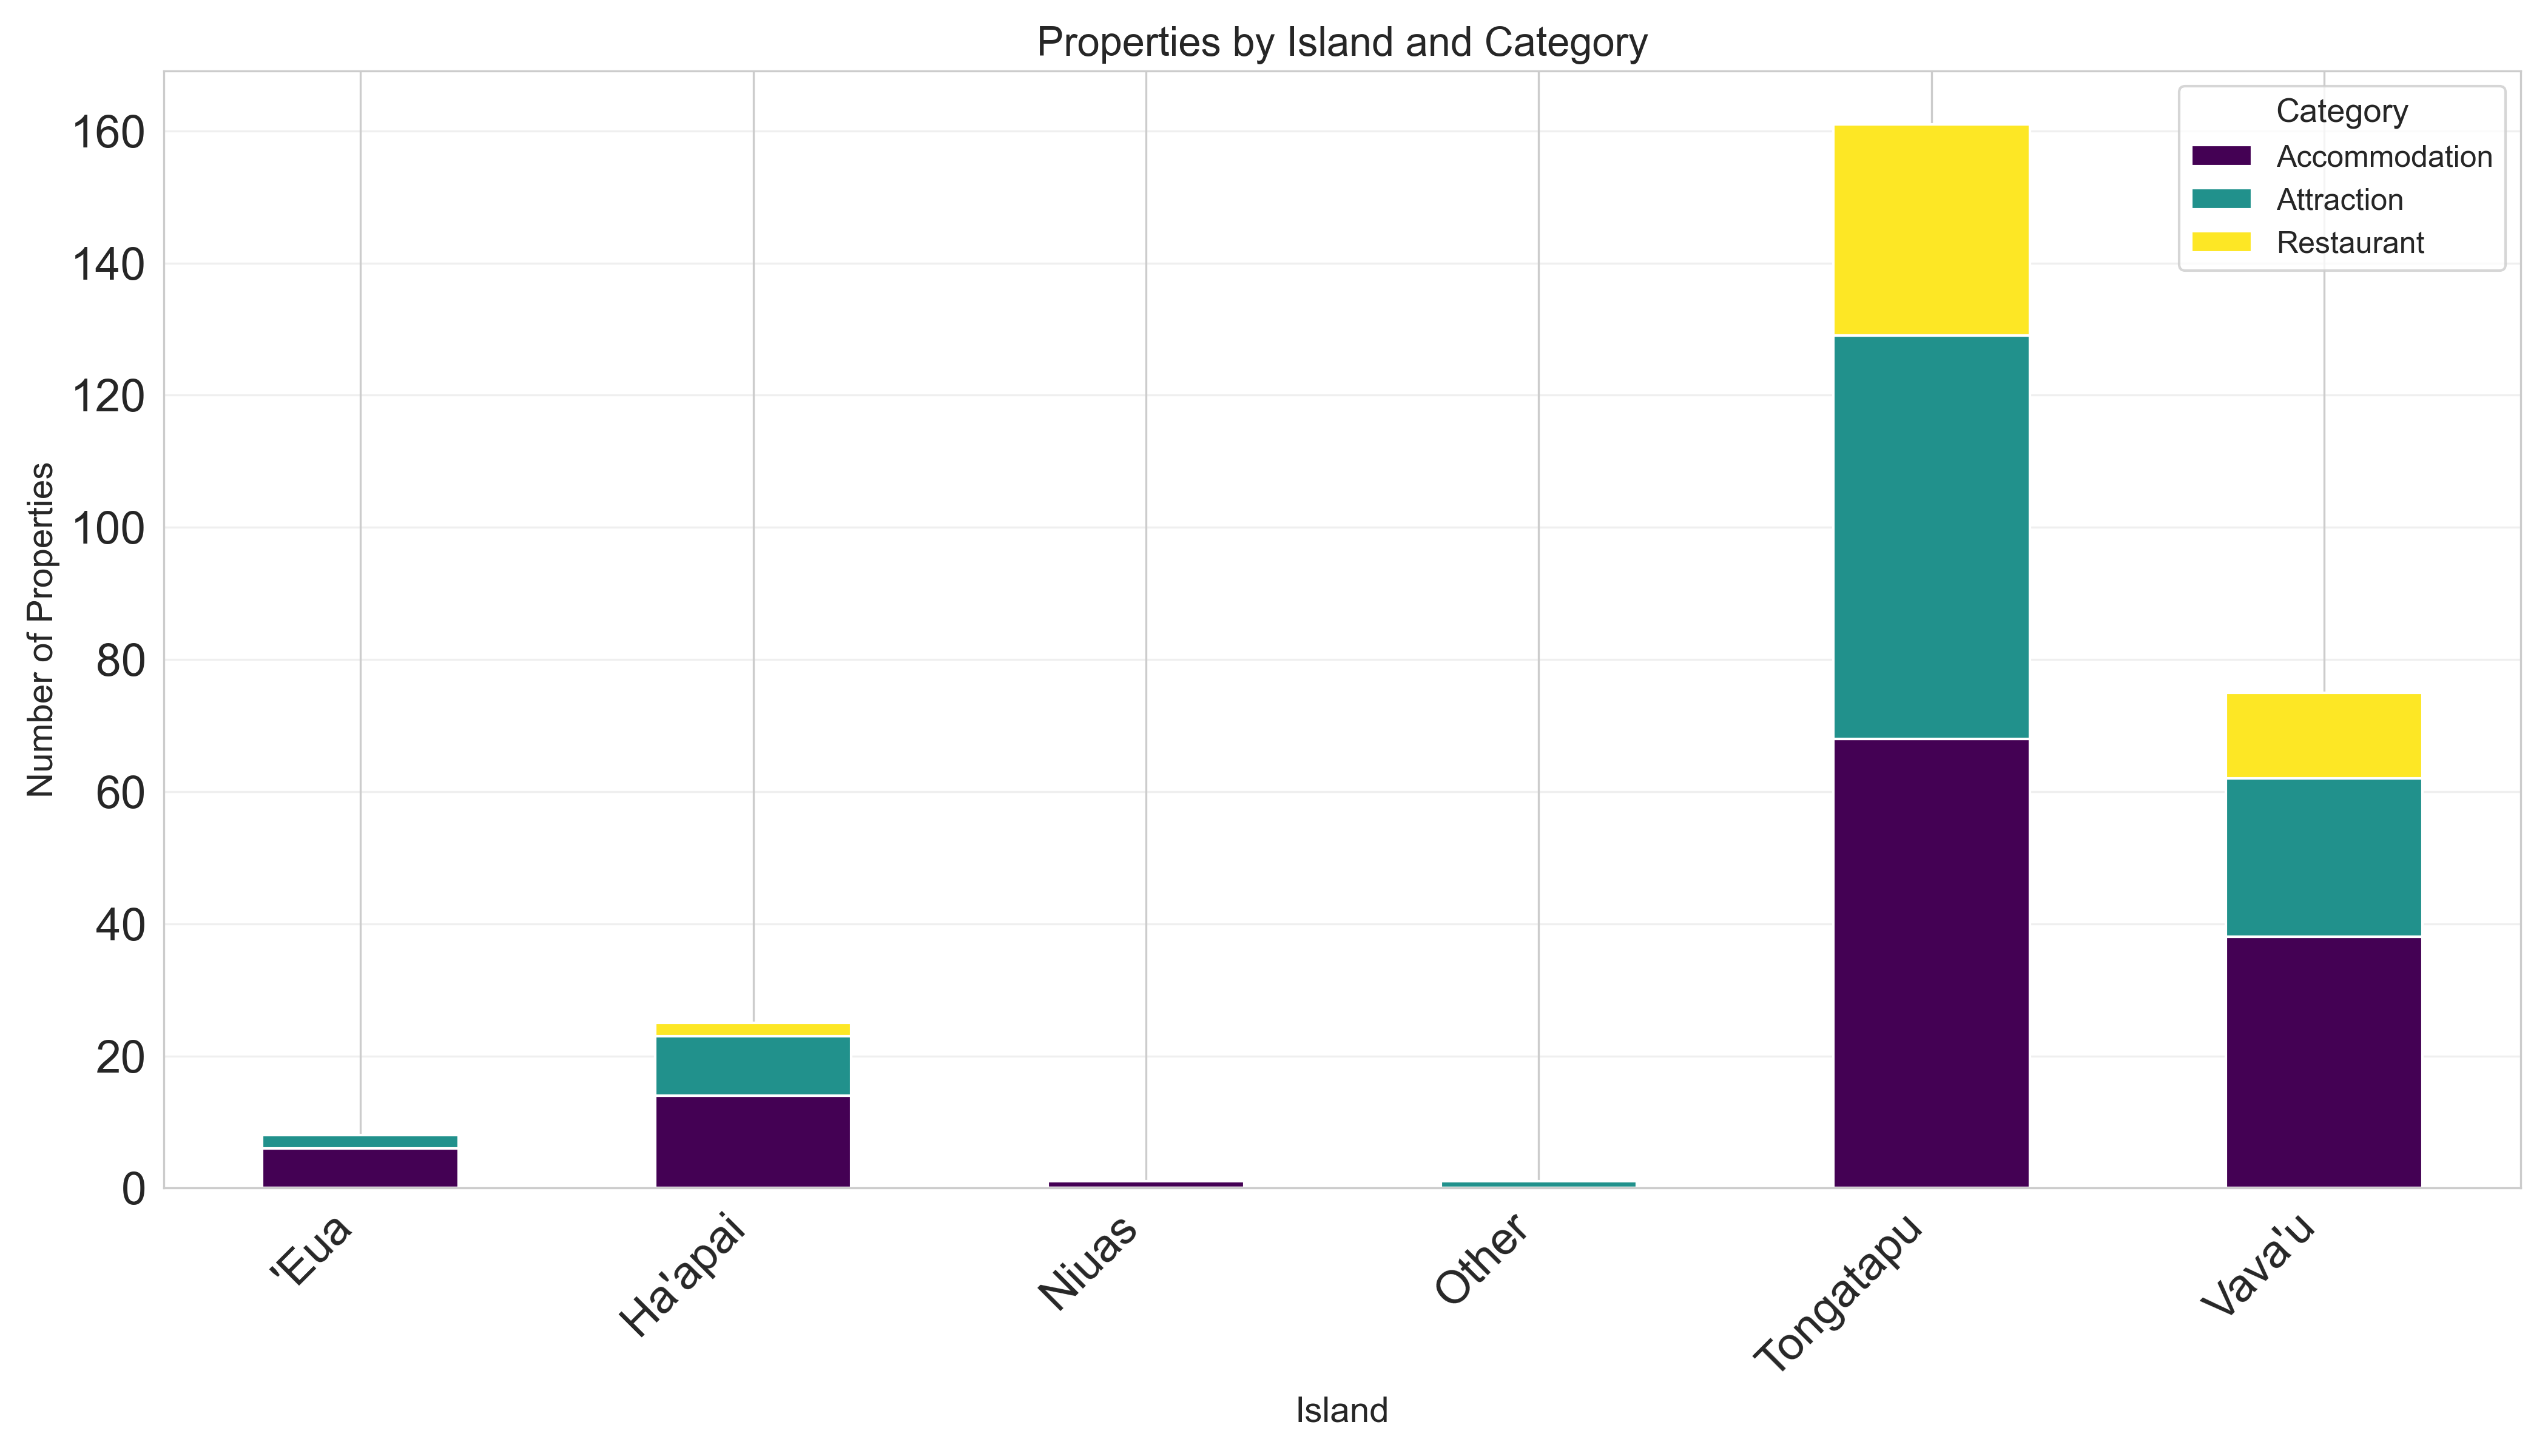 Properties by Island and Category
Category
Accommodation
Attraction
Restaurant
Number of Properties
160
140
120
100
80
60
40
20
0
'Eua
Ha'apai
Niuas
Other
Tongatapu
Vava'u
Island